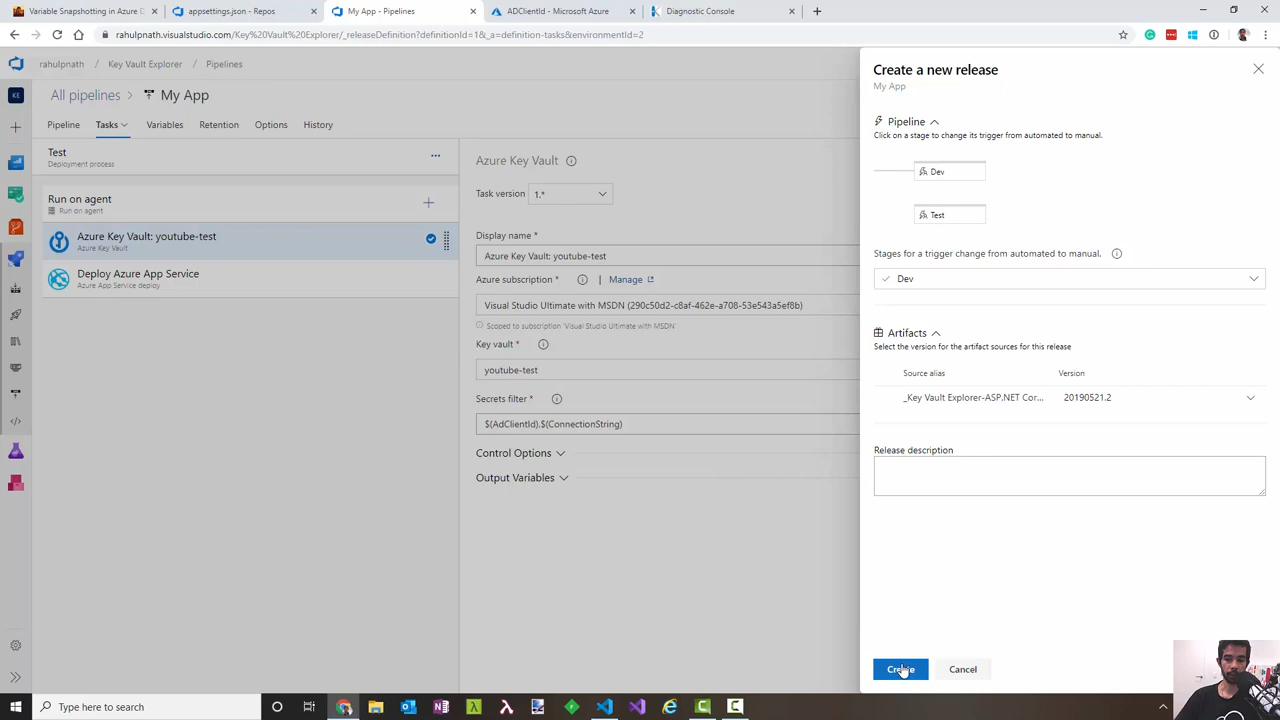 Variable Snapshotting in Azure D
appsettings.json - Repos
My App - Pipelines
ADClient - Microsoft Azure
Diagnostic Console
rahulpnath.visualstudio.com/Key%20Vault%20Explorer/_releaseDefinition?definitionId=1&_a=definition-tasks&environmentId=2
rahulpnath
Key Vault Explorer
Pipelines
KE
All pipelines > My App
Pipeline
Tasks
Variables
Retention
Options
History
Test
Deployment process
Run on agent
Run on agent
Azure Key Vault: youtube-test
Azure Key Vault
Deploy Azure App Service
Azure App Service deploy
Azure Key Vault
Task version
1.*
Display name *
Azure Key Vault: youtube-test
Azure subscription *
Manage
Visual Studio Ultimate with MSDN (290c50d2-c8af-462e-a708-53e543a5ef8b)
Scoped to subscription 'Visual Studio Ultimate with MSDN'
Key vault *
youtube-test
Secrets filter *
$(AdClientId),$(ConnectionString)
Control Options
Output Variables
Create a new release
My App
Pipeline
Click on a stage to change its trigger from automated to manual.
Dev
Test
Stages for a trigger change from automated to manual.
Dev
Artifacts
Select the version for the artifact sources for this release
Source alias
Version
_Key Vault Explorer-ASP.NET Cor...
20190521.2
Release description
Create
Cancel
Type here to search